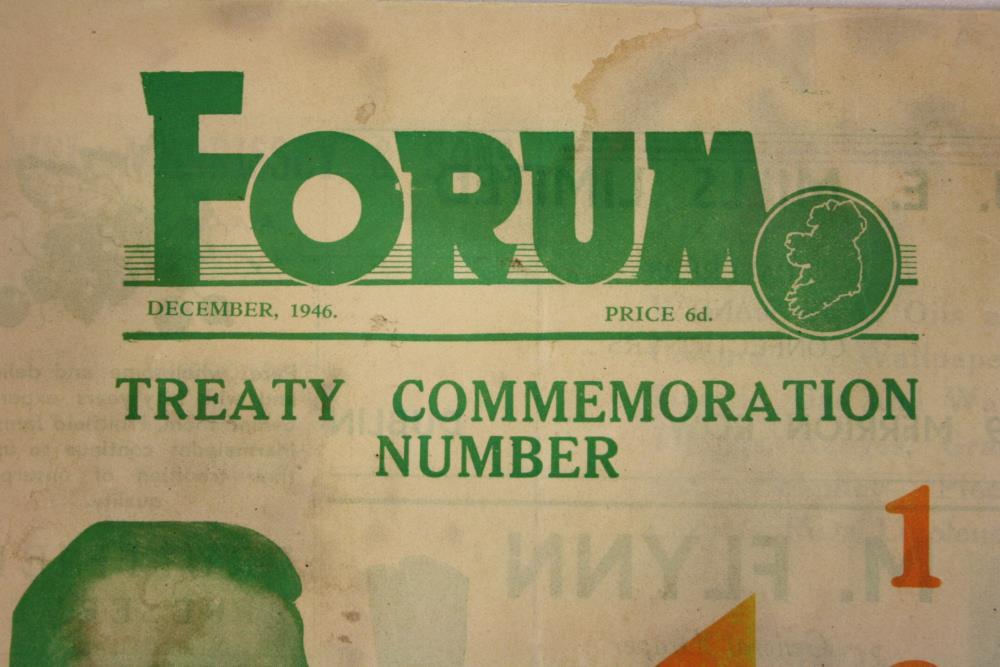 FORUM
DECEMBER, 1946. PRICE 6d.
TREATY COMMEMORATION
NUMBER
1